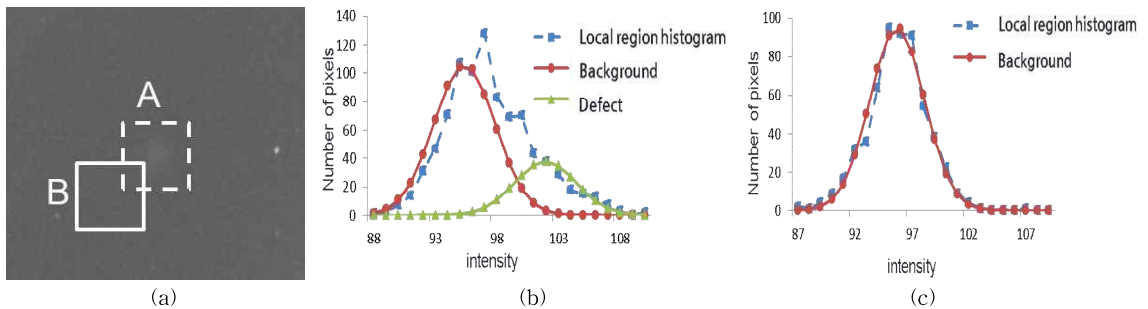 A
B
(a)
140
120
100
80
60
40
20
0
Number of pixels
88 93 98 103 108
intensity
Local region histogram
Background
Defect
(b)
100
80
60
40
20
0
Number of pixels
87 92 97 102 107
intensity
Local region histogram
Background
(c)